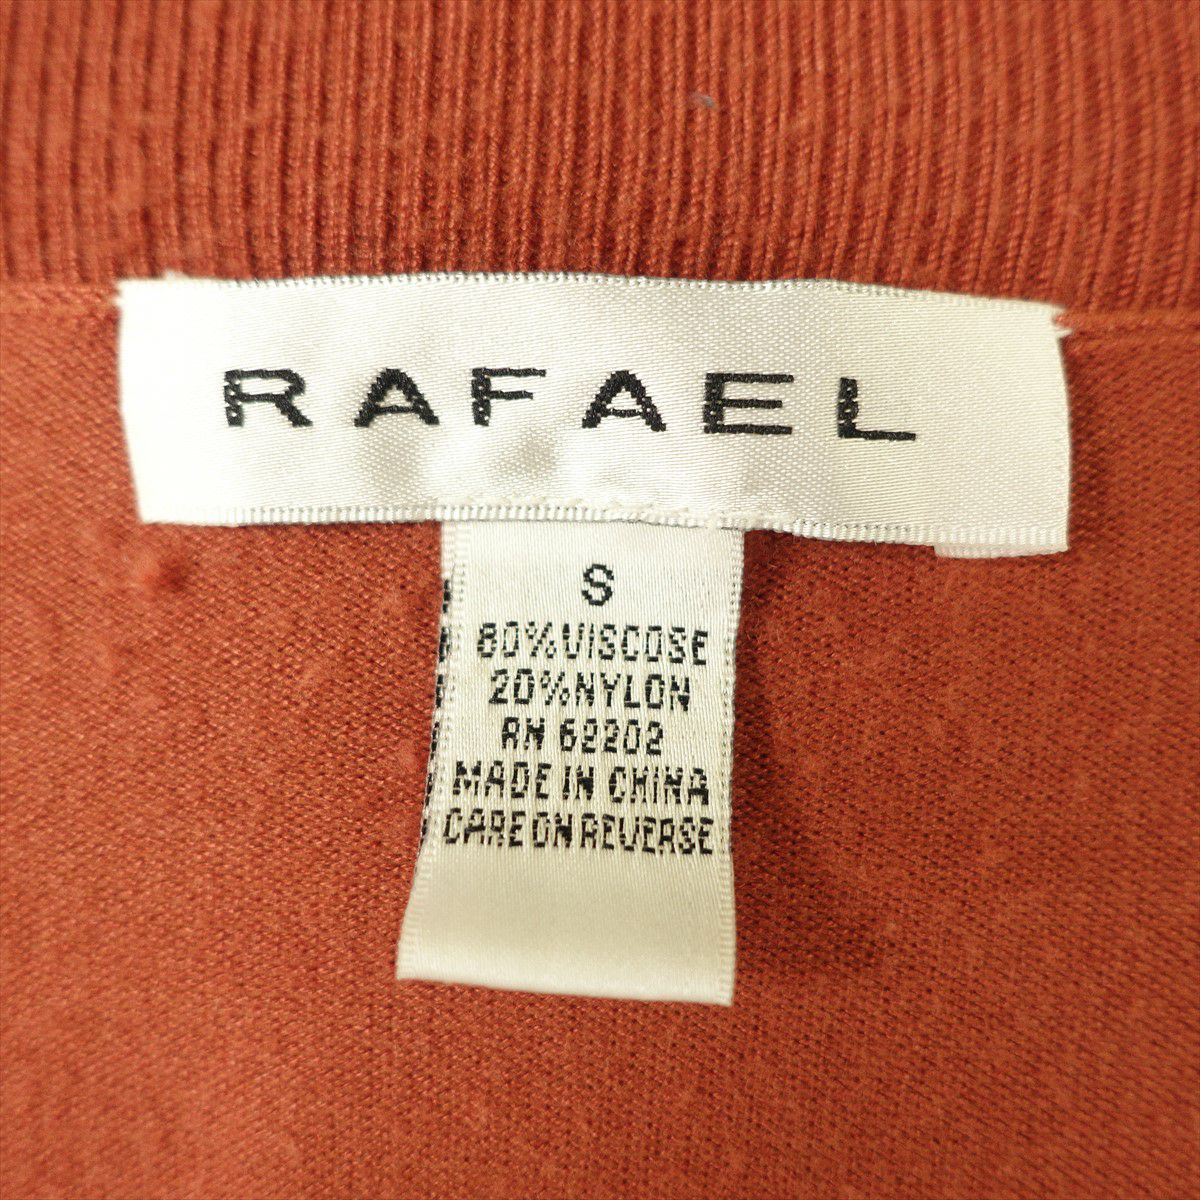 RAFAEL
S
80%VISCOSE
20%NYLON
RN 62202
MADE IN CHINA
CARE ON REVERSE